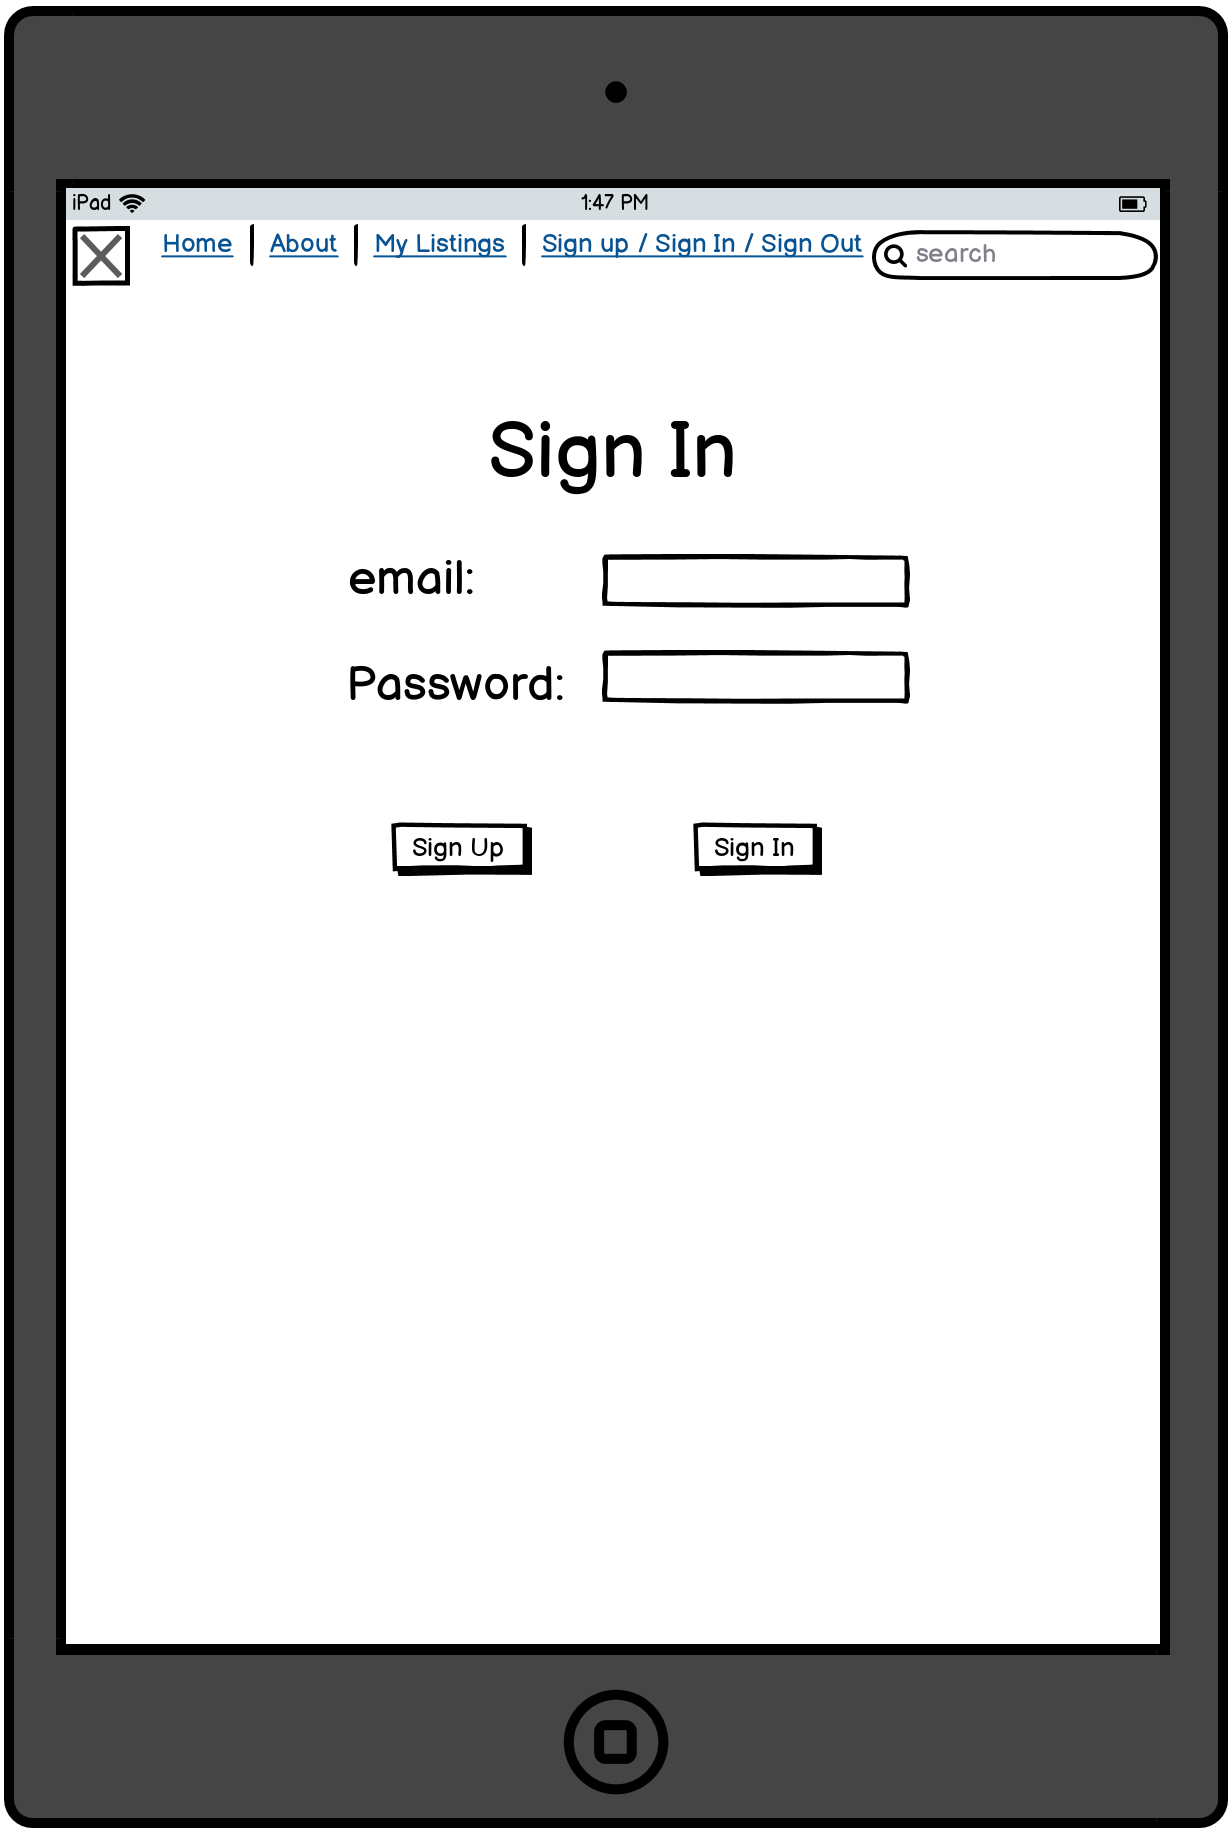 iPad 1:47 PM
Home About My Listings Sign up / Sign In / Sign Out search
Sign In
email:
Password:
Sign Up Sign In